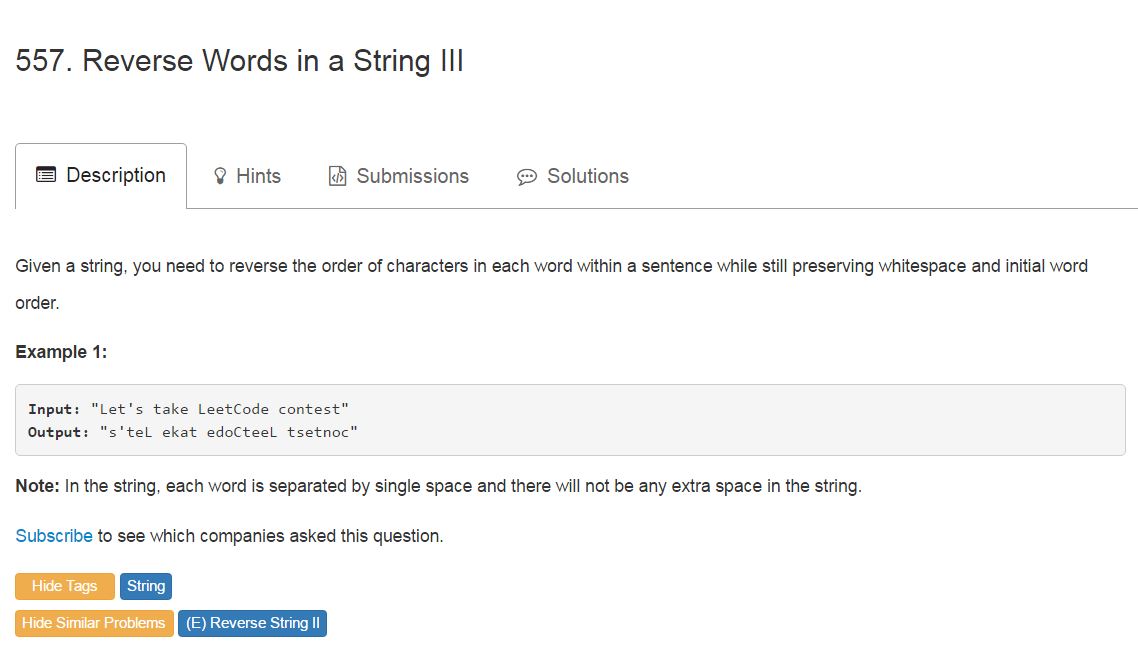 557. Reverse Words in a String III
Description Hints Submissions Solutions
Given a string, you need to reverse the order of characters in each word within a sentence while still preserving whitespace and initial word
order.
Example 1:
Input: "Let's take LeetCode contest"
Output: "s'teL ekat edoCteeL tsetnoc"
Note: In the string, each word is separated by single space and there will not be any extra space in the string.
Subscribe to see which companies asked this question.
Hide Tags String
Hide Similar Problems (E) Reverse String II